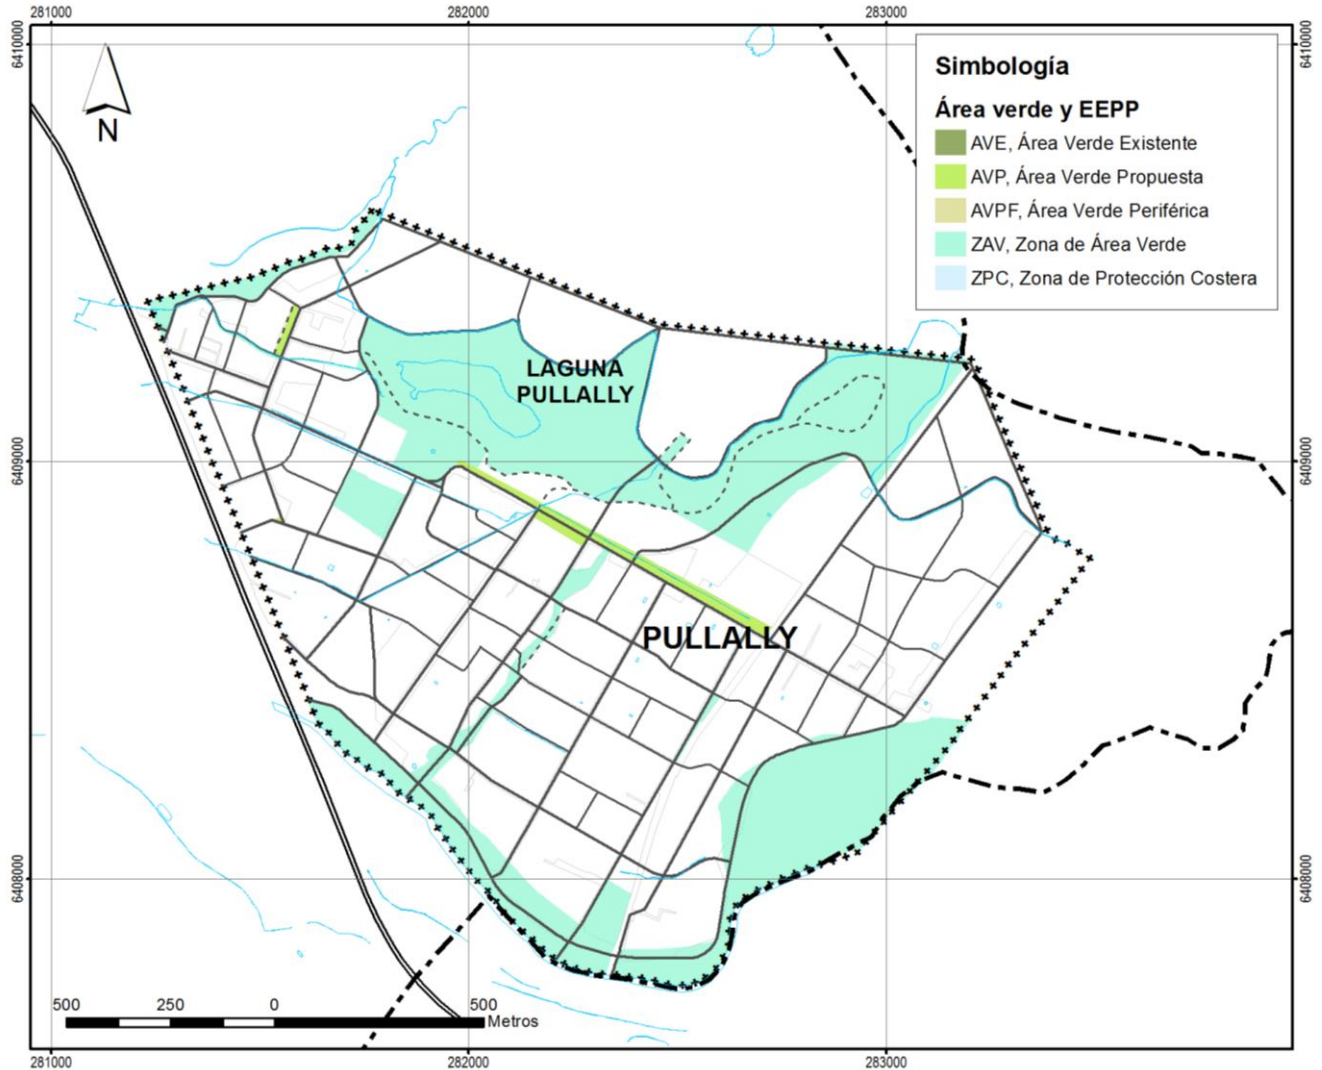 281000
282000
283000
6410000
6410000
N
Simbología
Área verde y EEPP
AVE, Área Verde Existente
AVP, Área Verde Propuesta
AVPF, Área Verde Periférica
ZAV, Zona de Área Verde
ZPC, Zona de Protección Costera
LAGUNA
PULLALLY
6409000
6409000
PULLALLY
6408000
6408000
500
250
0
500
Metros
281000
282000
283000